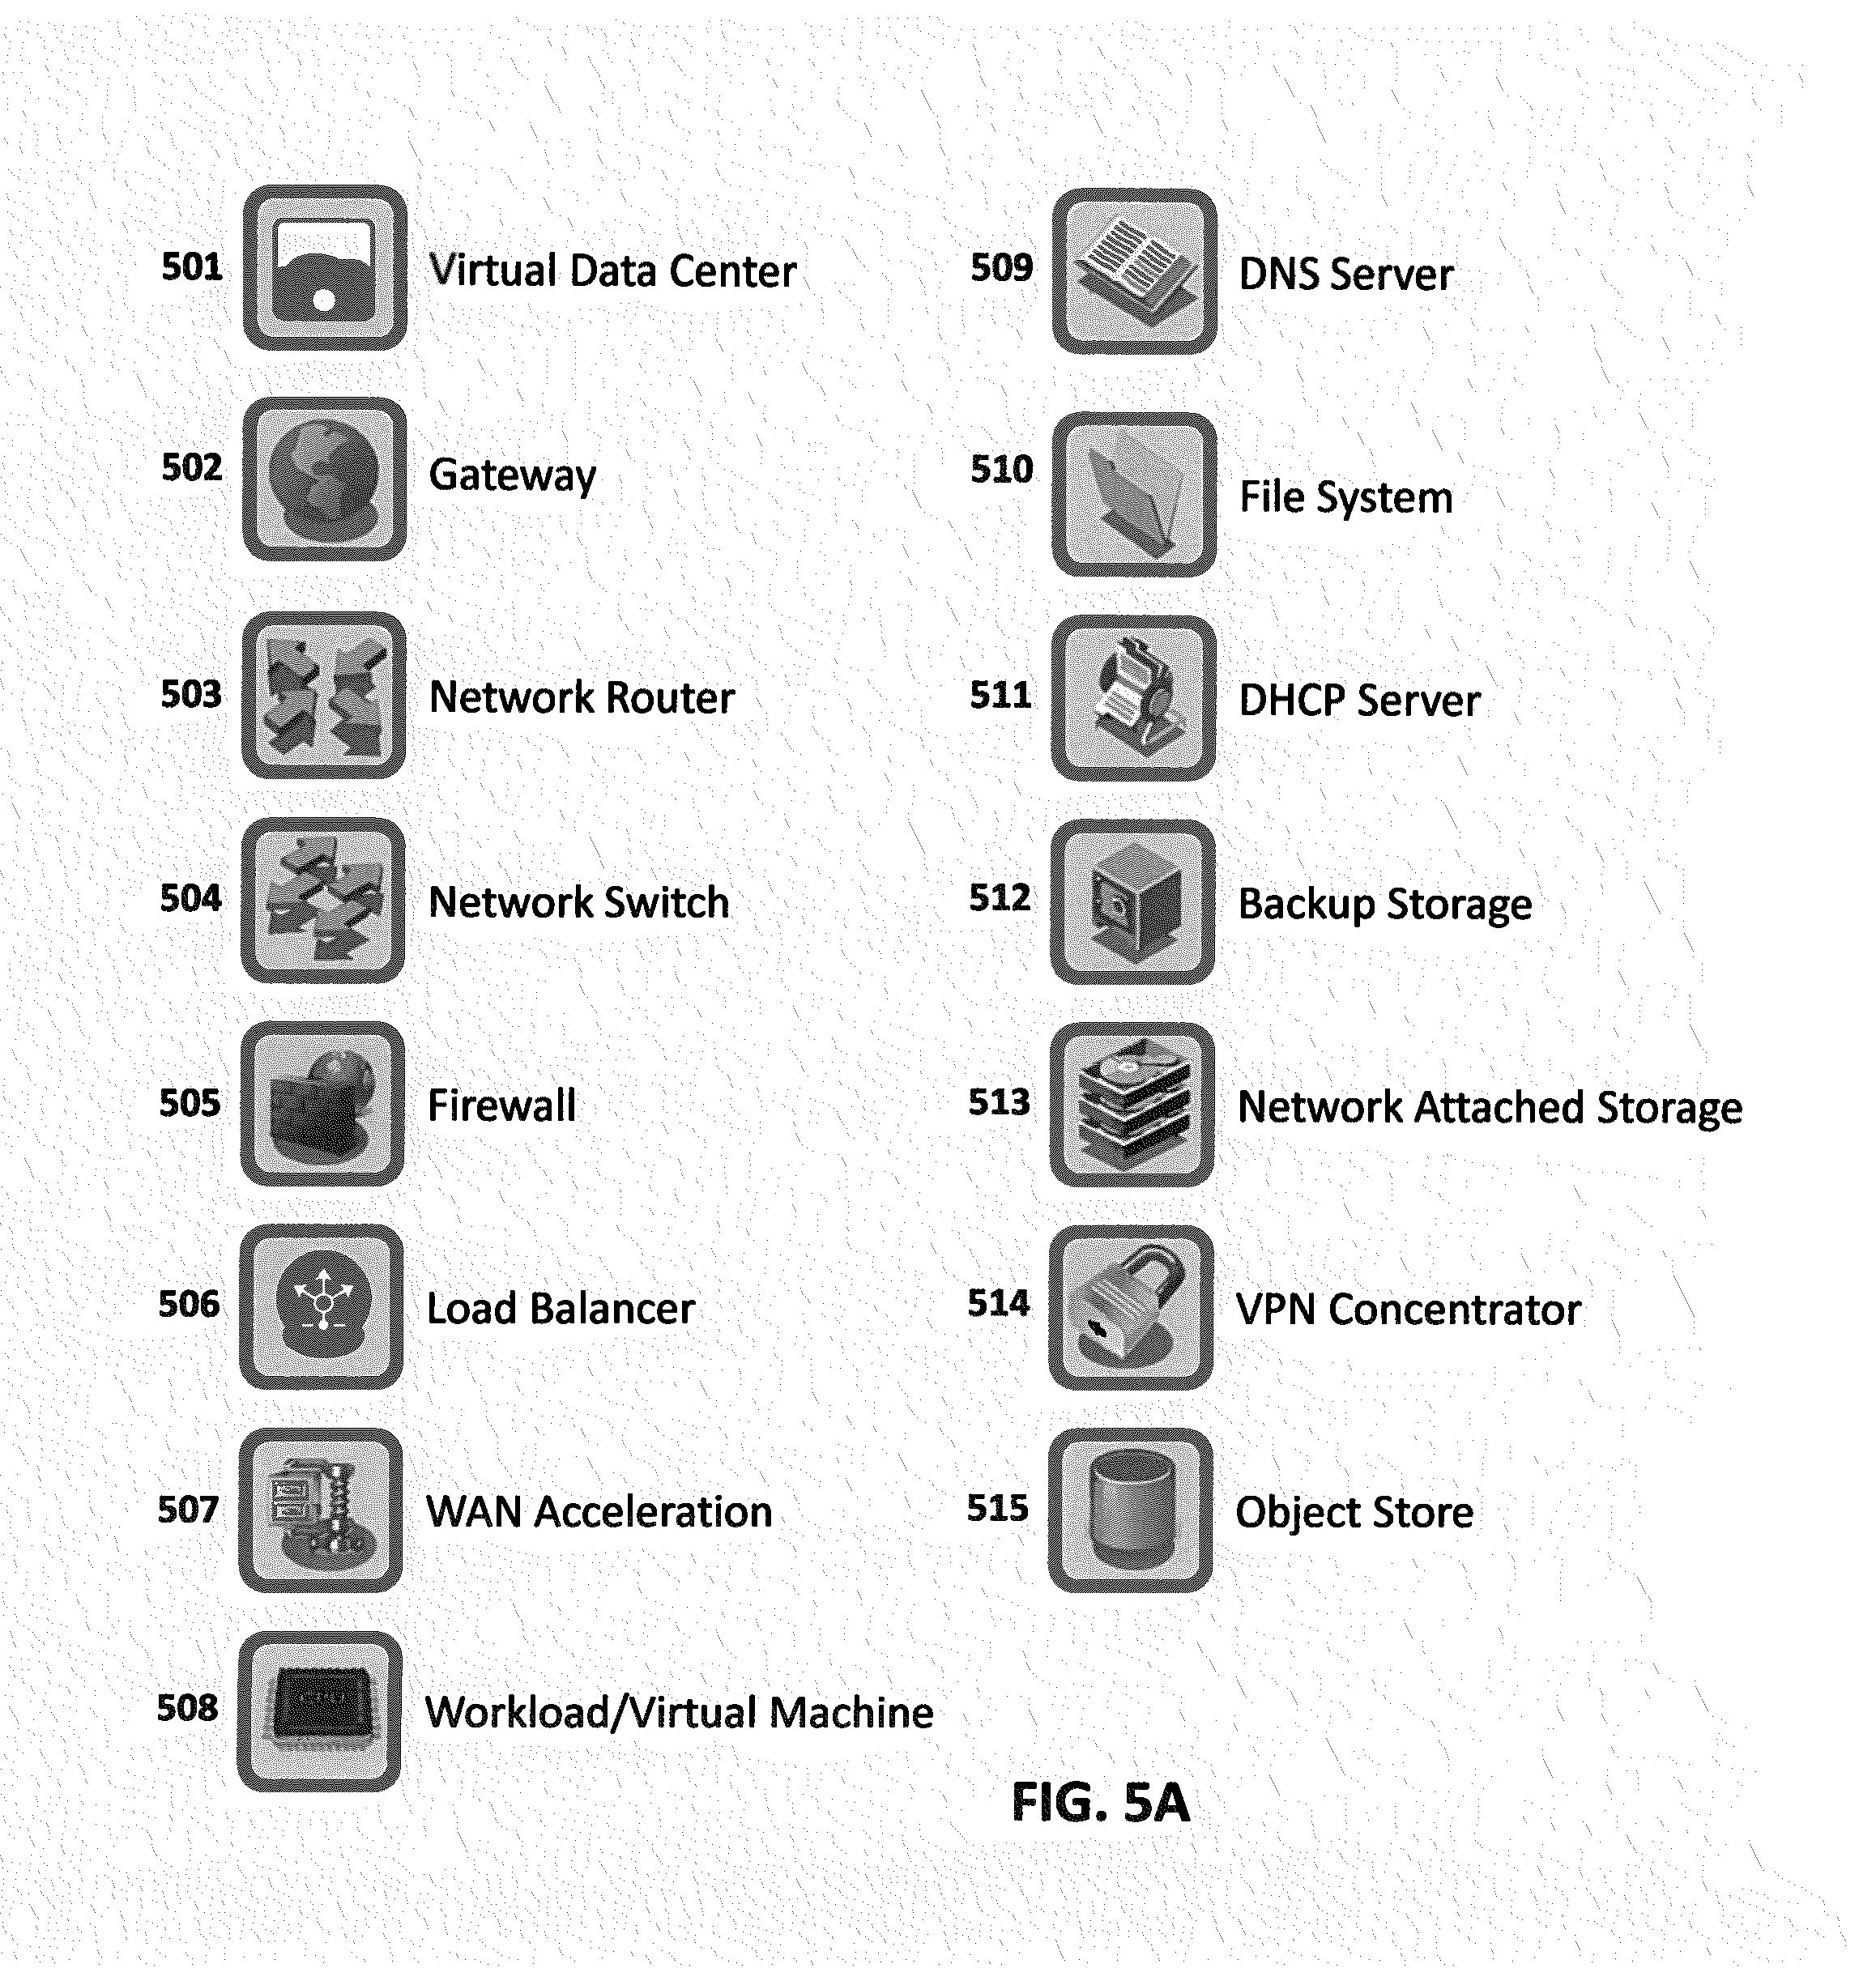 501 Virtual Data Center
502 Gateway
503 Network Router
504 Network Switch
505 Firewall
506 Load Balancer
507 WAN Acceleration
508 Workload/Virtual Machine
509 DNS Server
510 File System
511 DHCP Server
512 Backup Storage
513 Network Attached Storage
514 VPN Concentrator
515 Object Store
FIG. 5A